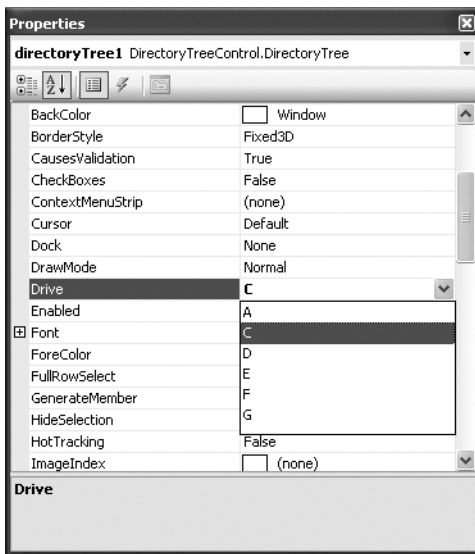 Properties
directoryTree1 DirectoryTreeControl.DirectoryTree
BackColor Window
BorderStyle Fixed3D
CausesValidation True
CheckBoxes False
ContextMenuStrip (none)
Cursor Default
Dock None
DrawMode Normal
Drive C
Enabled A
Font C
ForeColor D
FullRowSelect E
GenerateMember F
HideSelection G
HotTracking False
ImageIndex (none)
Drive